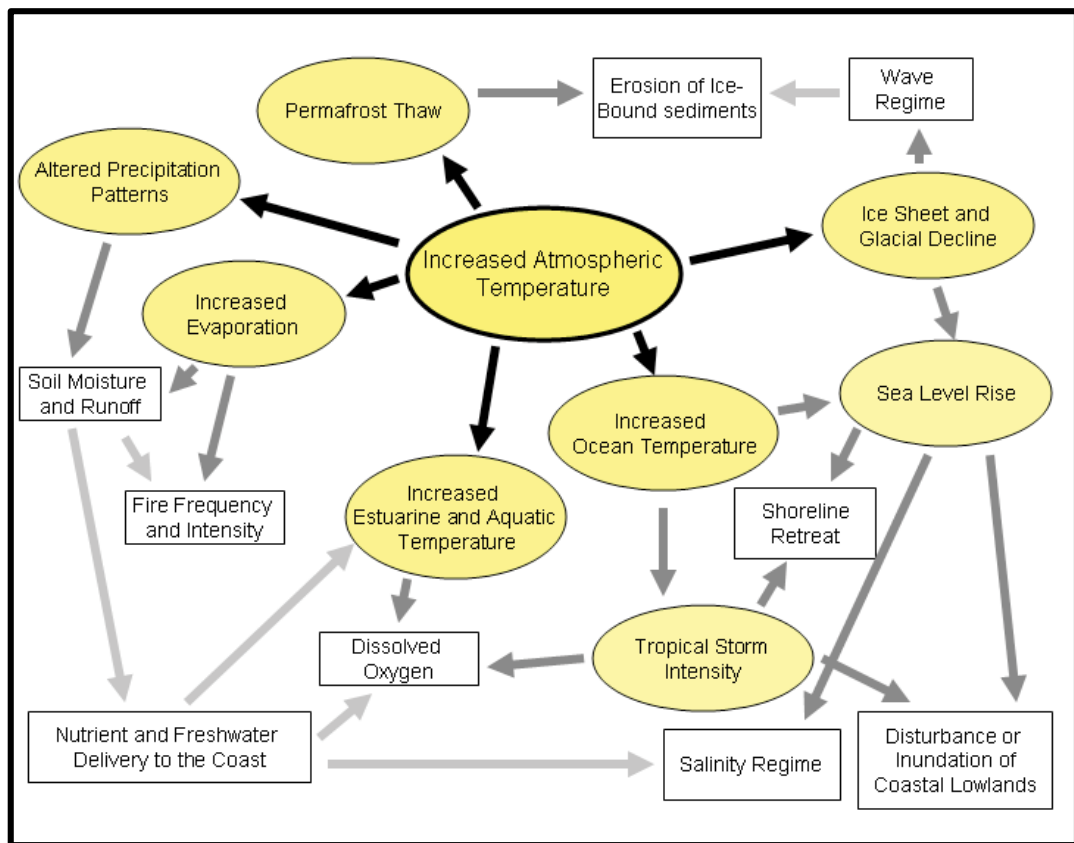 Permafrost Thaw
Erosion of Ice-
Bound sediments
Wave
Regime
Altered Precipitation
Patterns
Ice Sheet and
Glacial Decline
Increased Atmospheric
Temperature
Increased
Evaporation
Soil Moisture
and Runoff
Sea Level Rise
Increased
Ocean Temperature
Fire Frequency
and Intensity
Increased
Estuarine and Aquatic
Temperature
Shoreline
Retreat
Dissolved
Oxygen
Tropical Storm
Intensity
Nutrient and Freshwater
Delivery to the Coast
Salinity Regime
Disturbance or
Inundation of
Coastal Lowlands